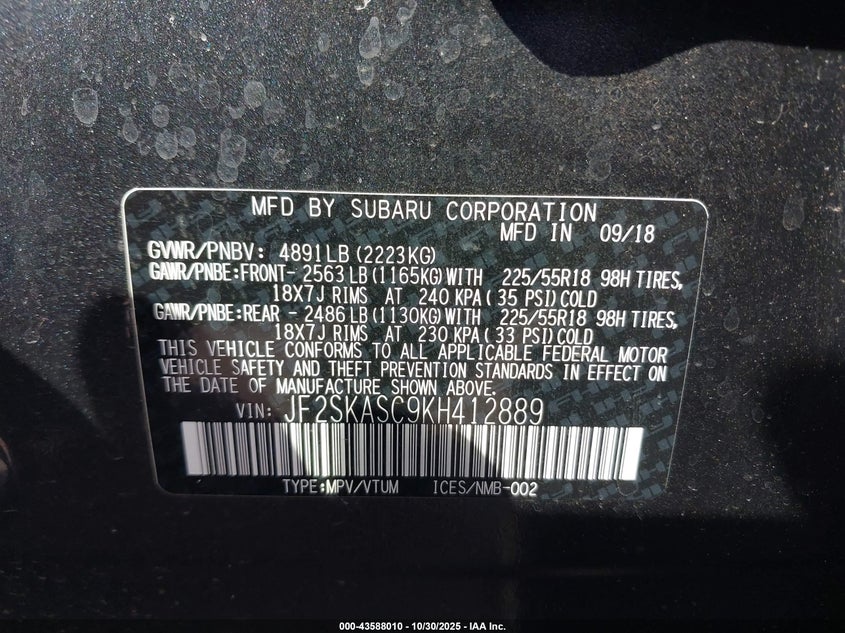 MFD BY SUBARU CORPORATION
MFD IN 09/18
GVWR/PNBV: 4891LB (2223KG)
GAWR/PNBE:FRONT- 2563 LB (1165KG) WITH 225/55R18 98H TIRES,
18X7J RIMS AT 240 KPA ( 35 PSI) COLD
GAWR/PNBE:REAR - 2486 LB (1130KG) WITH 225/55R18 98H TIRES,
18X7J RIMS AT 230 KPA ( 33 PSI) COLD
THIS VEHICLE CONFORMS TO ALL APPLICABLE FEDERAL MOTOR
VEHICLE SAFETY AND THEFT PREVENTION STANDARDS IN EFFECT ON
THE DATE OF MANUFACTURE SHOWN ABOVE.
VIN: JF2SKASC9KH412889
TYPE:MPV/VTUM ICES/NMB-002
000-43588010 - 10/30/2025 - IAA Inc.